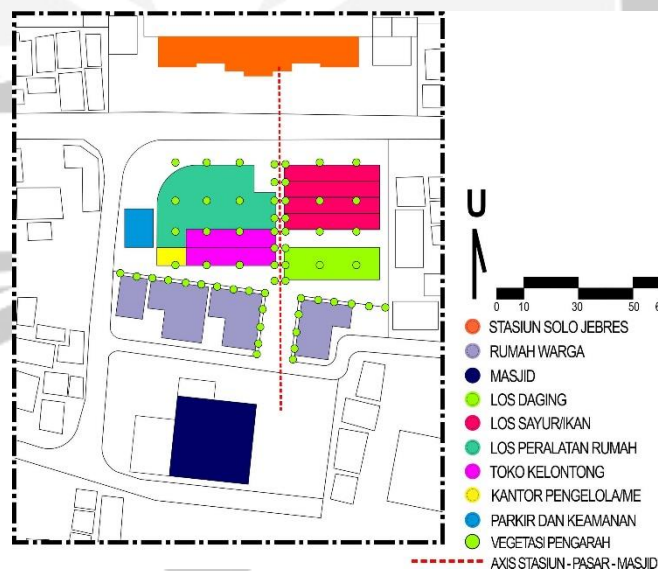 U
0 10 30 50
STASIUN SOLO JEBRES
RUMAH WARGA
MASJID
LOS DAGING
LOS SAYUR/IKAN
LOS PERALATAN RUMAH
TOKO KELONTONG
KANTOR PENGELOLA/ME
PARKIR DAN KEAMANAN
VEGETASI PENGARAH
AXIS STASIUN - PASAR - MASJID